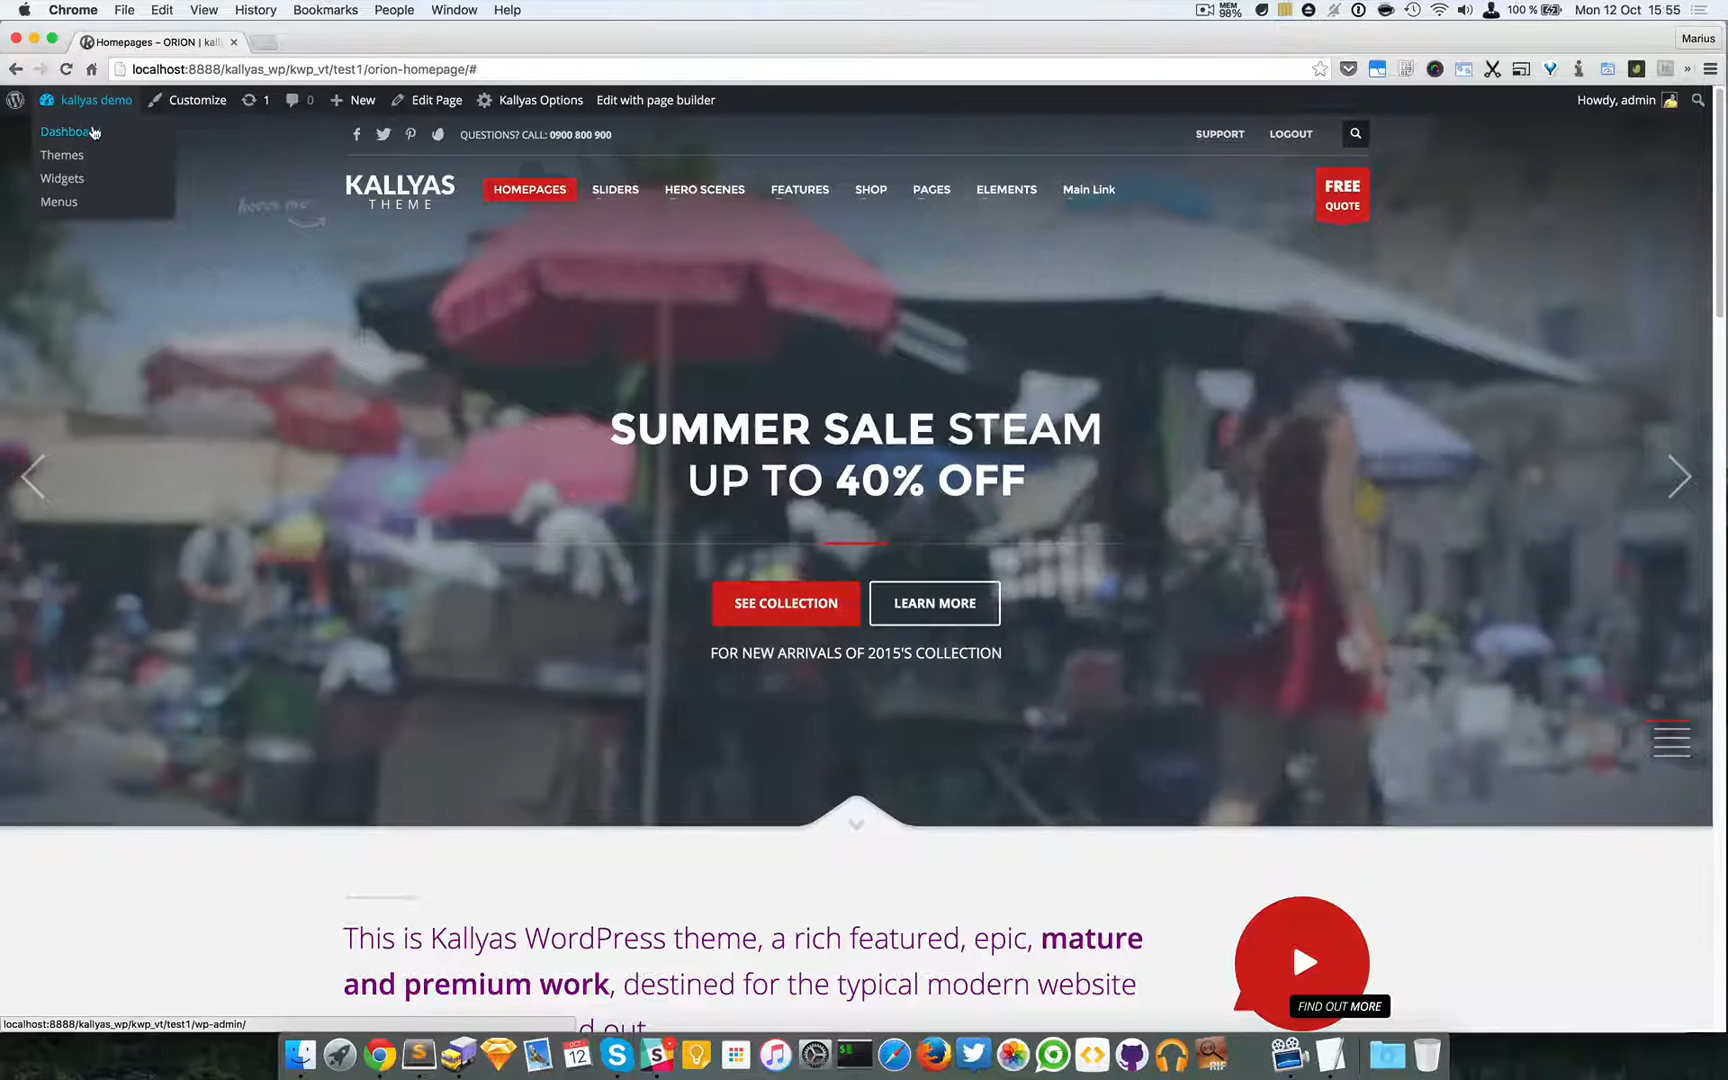 Chrome File Edit View History Bookmarks People Window Help
MEM 98% 100 % Mon 12 Oct 15:55
Homepages – ORION | kall
Marius
localhost:8888/kallyas_wp/kwp_vt/test1/orion-homepage/#
kallyas demo Customize 1 0 New Edit Page Kallyas Options Edit with page builder Howdy, admin
Dashboa
Themes
Widgets
Menus
QUESTIONS? CALL: 0900 800 900 SUPPORT LOGOUT
KALLYAS
THEME
HOMEPAGES SLIDERS HERO SCENES FEATURES SHOP PAGES ELEMENTS Main Link
FREE
QUOTE
SUMMER SALE STEAM
UP TO 40% OFF
SEE COLLECTION LEARN MORE
FOR NEW ARRIVALS OF 2015'S COLLECTION
This is Kallyas WordPress theme, a rich featured, epic, mature
and premium work, destined for the typical modern website
FIND OUT MORE
localhost:8888/kallyas_wp/kwp_vt/test1/wp-admin/